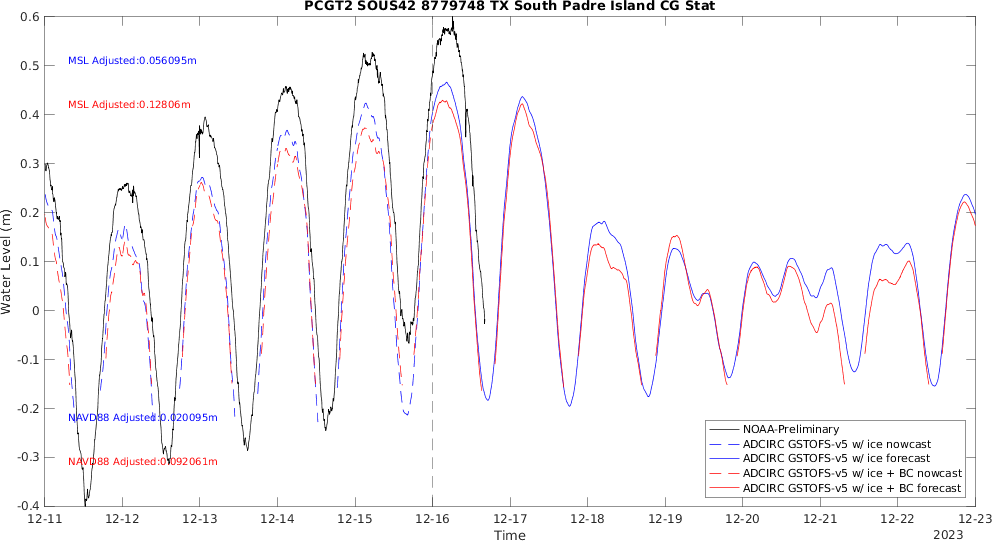 PCGT2 SOUS42 8779748 TX South Padre Island CG Stat
0.6
0.5
0.4
0.3
0.2
0.1
0
-0.1
-0.2
-0.3
-0.4
Water Level (m)
MSL Adjusted:0.056095m
MSL Adjusted:0.12806m
NAVD88 Adjusted:0.020095m
NAVD88 Adjusted:0.092061m
NOAA-Preliminary
ADCIRC GSTOFS-v5 w/ ice nowcast
ADCIRC GSTOFS-v5 w/ ice forecast
ADCIRC GSTOFS-v5 w/ ice + BC nowcast
ADCIRC GSTOFS-v5 w/ ice + BC forecast
12-11 12-12 12-13 12-14 12-15 12-16 12-17 12-18 12-19 12-20 12-21 12-22 12-23
Time
2023